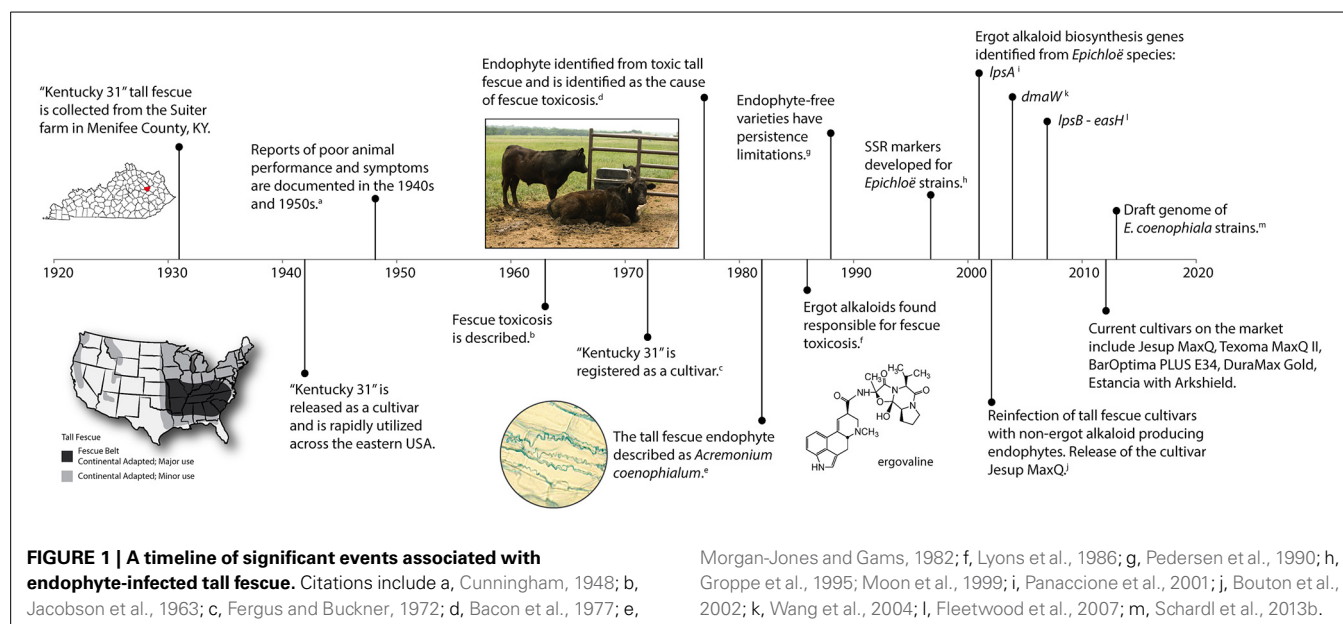 "Kentucky 31" tall fescue
is collected from the Suiter
farm in Menifee County, KY.
Reports of poor animal
performance and symptoms
are documented in the 1940s
and 1950s.a
Endophyte identified from toxic tall
fescue and is identified as the cause
of fescue toxicosis.d
Endophyte-free
varieties have
persistence
limitations.g
SSR markers
developed for
Epichloë strains.h
Ergot alkaloid biosynthesis genes
identified from Epichloë species:
lpsA i
dmaW k
lpsB - easH l
Draft genome of
E. coenophiala strains.m
1920 1930 1940 1950 1960 1970 1980 1990 2000 2010 2020
Tall Fescue
Fescue Belt
Continental Adapted; Major use
Continental Adapted; Minor use
"Kentucky 31" is
released as a cultivar
and is rapidly utilized
across the eastern USA.
Fescue toxicosis
is described.b
"Kentucky 31" is
registered as a cultivar.c
The tall fescue endophyte
described as Acremonium
coenophialum.e
Ergot alkaloids found
responsible for fescue
toxicosis.f
H3C
CH3
O
CH3
NH
O
N
O
O
N
HO
H
H
NCH3
HN
ergovaline
Reinfection of tall fescue cultivars
with non-ergot alkaloid producing
endophytes. Release of the cultivar
Jesup MaxQ.j
Current cultivars on the market
include Jesup MaxQ, Texoma MaxQ II,
BarOptima PLUS E34, DuraMax Gold,
Estancia with Arkshield.
FIGURE 1 | A timeline of significant events associated with
endophyte-infected tall fescue. Citations include a, Cunningham, 1948; b,
Jacobson et al., 1963; c, Fergus and Buckner, 1972; d, Bacon et al., 1977; e,
Morgan-Jones and Gams, 1982; f, Lyons et al., 1986; g, Pedersen et al., 1990; h,
Groppe et al., 1995; Moon et al., 1999; i, Panaccione et al., 2001; j, Bouton et al.,
2002; k, Wang et al., 2004; l, Fleetwood et al., 2007; m, Schardl et al., 2013b.